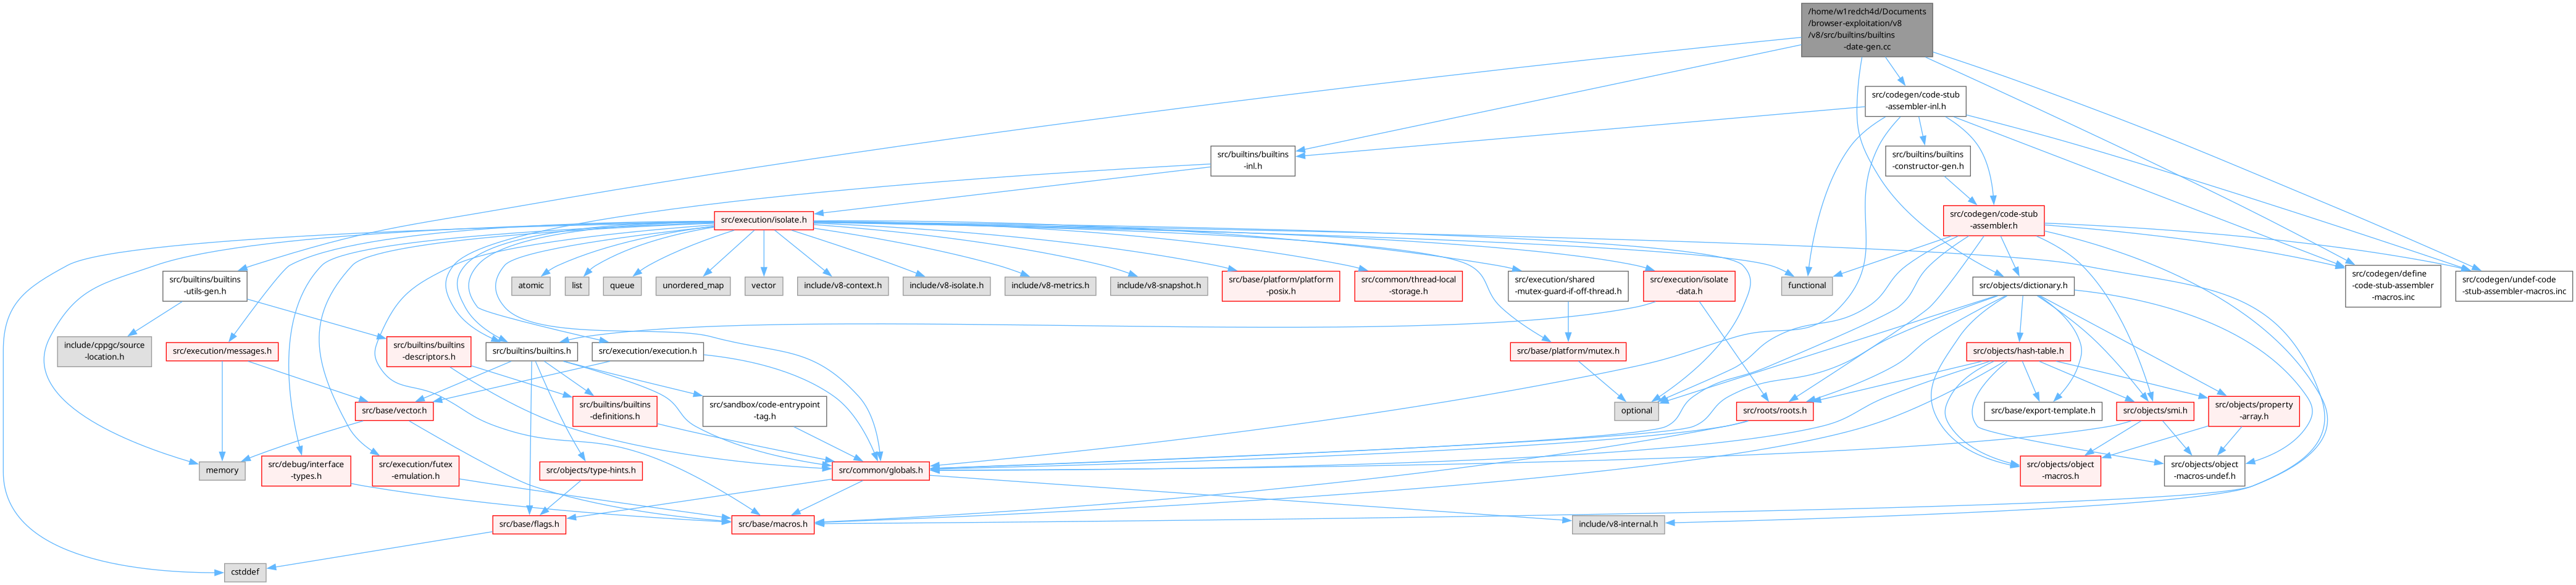 /home/w1redch4d/Documents
/browser-exploitation/v8
/v8/src/builtins/builtins
-date-gen.cc
src/codegen/code-stub
-assembler-inl.h
src/builtins/builtins
-inl.h
src/builtins/builtins
-constructor-gen.h
src/execution/isolate.h
src/codegen/code-stub
-assembler.h
src/builtins/builtins
-utils-gen.h
atomic
list
queue
unordered_map
vector
include/v8-context.h
include/v8-isolate.h
include/v8-metrics.h
include/v8-snapshot.h
src/base/platform/platform
-posix.h
src/common/thread-local
-storage.h
src/execution/shared
-mutex-guard-if-off-thread.h
src/execution/isolate
-data.h
functional
src/objects/dictionary.h
src/codegen/define
-code-stub-assembler
-macros.inc
src/codegen/undef-code
-stub-assembler-macros.inc
include/cppgc/source
-location.h
src/execution/messages.h
src/builtins/builtins
-descriptors.h
src/builtins/builtins.h
src/execution/execution.h
src/base/platform/mutex.h
src/objects/hash-table.h
src/base/vector.h
src/builtins/builtins
-definitions.h
src/sandbox/code-entrypoint
-tag.h
optional
src/roots/roots.h
src/base/export-template.h
src/objects/smi.h
src/objects/property
-array.h
memory
src/debug/interface
-types.h
src/execution/futex
-emulation.h
src/objects/type-hints.h
src/common/globals.h
src/objects/object
-macros.h
src/objects/object
-macros-undef.h
src/base/flags.h
src/base/macros.h
include/v8-internal.h
cstddef